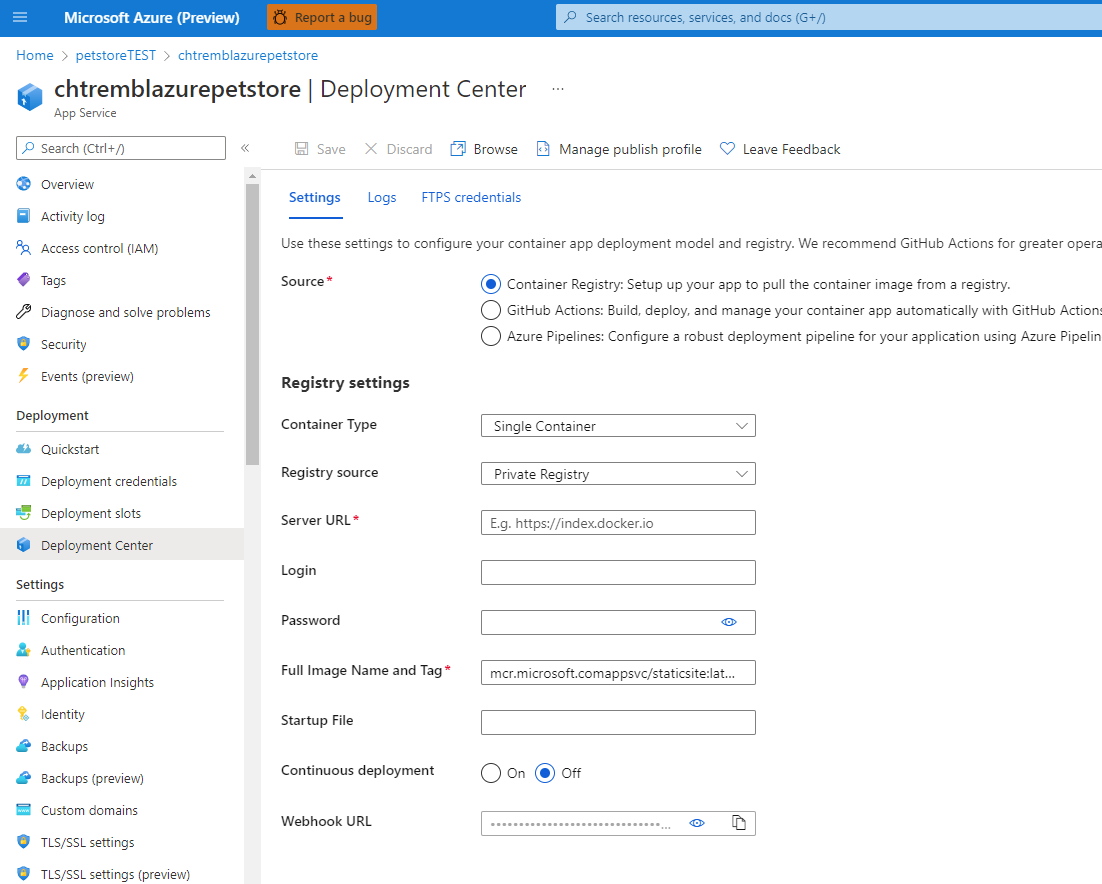 Microsoft Azure (Preview)
Report a bug
Search resources, services, and docs (G+/)
Home > petstoreTEST > chtremblazurepetstore
chtremblazurepetstore | Deployment Center ...
App Service
Search (Ctrl+/)
«
Save
Discard
Browse
Manage publish profile
Leave Feedback
Overview
Activity log
Access control (IAM)
Tags
Diagnose and solve problems
Security
Events (preview)
Deployment
Quickstart
Deployment credentials
Deployment slots
Deployment Center
Settings
Configuration
Authentication
Application Insights
Identity
Backups
Backups (preview)
Custom domains
TLS/SSL settings
TLS/SSL settings (preview)
Settings
Logs
FTPS credentials
Use these settings to configure your container app deployment model and registry. We recommend GitHub Actions for greater opera
Source*
Container Registry: Setup up your app to pull the container image from a registry.
GitHub Actions: Build, deploy, and manage your container app automatically with GitHub Actions
Azure Pipelines: Configure a robust deployment pipeline for your application using Azure Pipelin
Registry settings
Container Type
Single Container
Registry source
Private Registry
Server URL*
E.g. https://index.docker.io
Login
Password
Full Image Name and Tag*
mcr.microsoft.comappsvc/staticsite:lat...
Startup File
Continuous deployment
On
Off
Webhook URL
••••••••••••••••••••••••••••••...